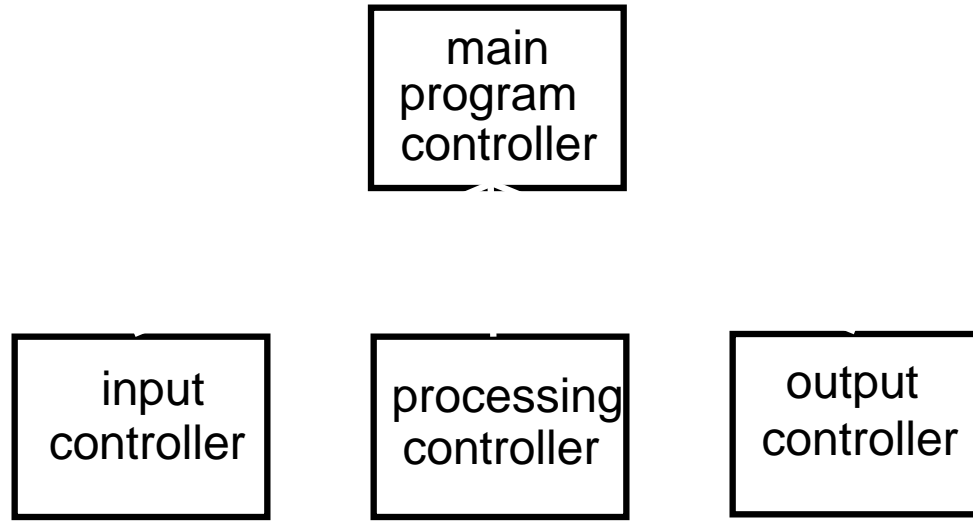 main
program
controller
input
controller
processing
controller
output
controller